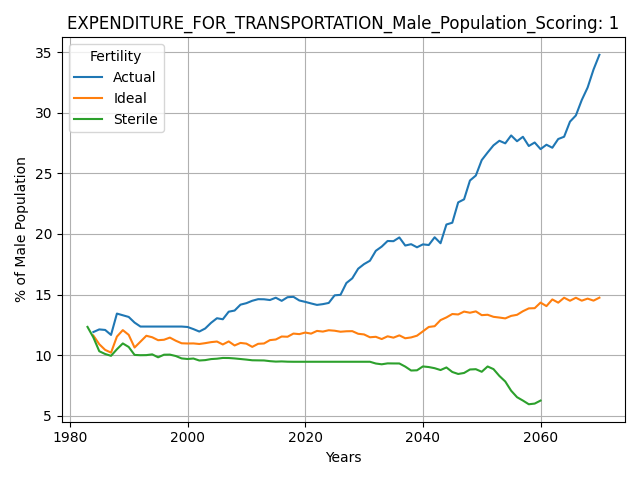 EXPENDITURE_FOR_TRANSPORTATION_Male_Population_Scoring: 1
Fertility
Actual
Ideal
Sterile
% of Male Population
35
30
25
20
15
10
5
1980
2000
2020
2040
2060
Years